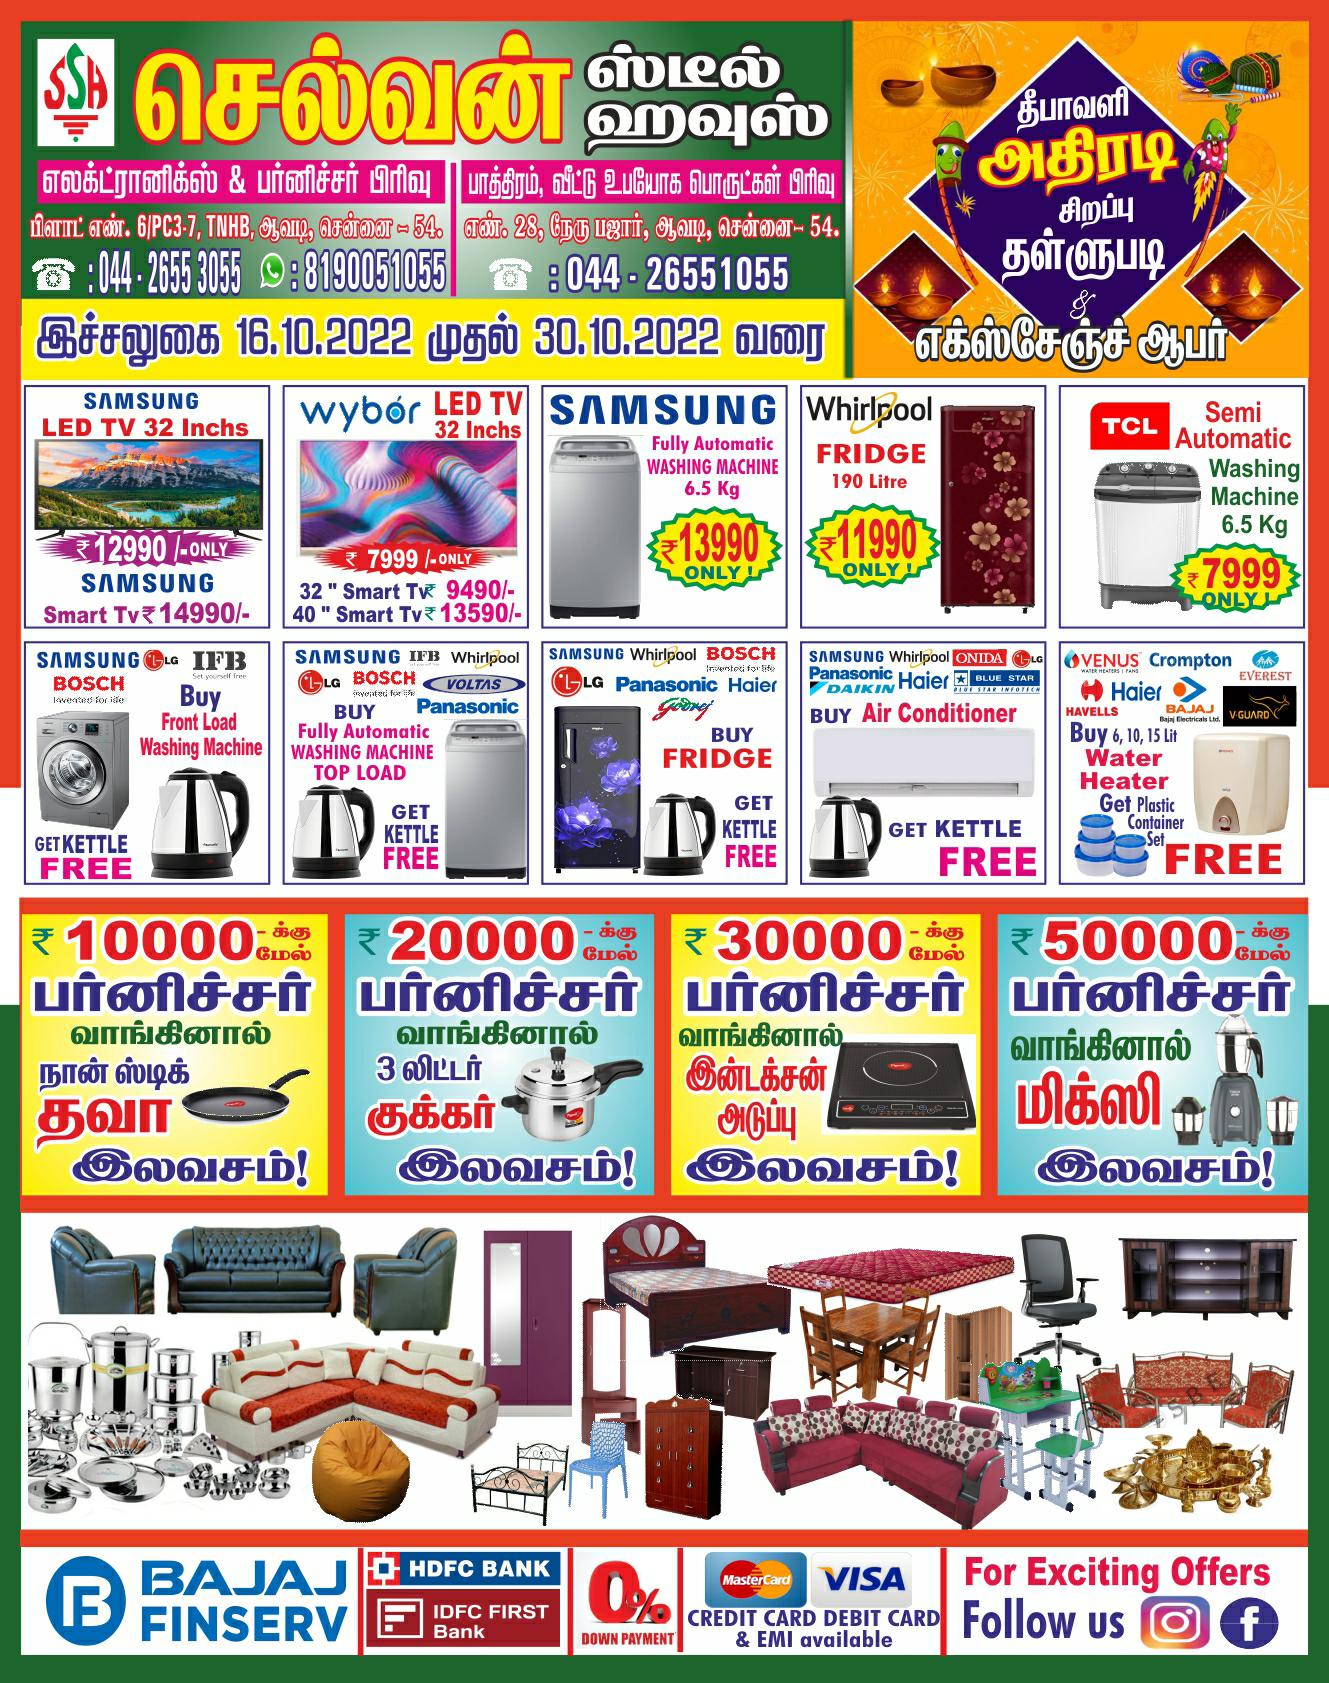 SSH
செல்வன் ஸ்டீல்
ஹவுஸ்
எலக்ட்ரானிக்ஸ் & பர்னிச்சர் பிரிவு
பிளாட் எண். 6/PC3-7, TNHB, ஆவடி, சென்னை – 54.
: 044 - 2655 3055 : 8190051055
பாத்திரம், வீட்டு உபயோக பொருட்கள் பிரிவு
எண். 28, நேரு பஜார், ஆவடி, சென்னை– 54.
: 044 - 26551055
இச்சலுகை 16.10.2022 முதல் 30.10.2022 வரை
தீபாவளி
அதிரடி
சிறப்பு
தள்ளுபடி
&
எக்ஸ்சேஞ்ச் ஆபர்
SAMSUNG
LED TV 32 Inchs
₹ 12990 /- ONLY
SAMSUNG
Smart Tv ₹ 14990/-
wybor LED TV
32 Inchs
₹ 7999 /- ONLY
32 " Smart Tv ₹ 9490/-
40 " Smart Tv ₹ 13590/-
SAMSUNG
Fully Automatic
WASHING MACHINE
6.5 Kg
₹13990
ONLY !
Whirlpool
FRIDGE
190 Litre
₹11990
ONLY !
TCL Semi
Automatic
Washing
Machine
6.5 Kg
₹ 7999
ONLY !
SAMSUNG LG IFB
Set yourself free
BOSCH
Invented for life
Buy
Front Load
Washing Machine
GET KETTLE
FREE
SAMSUNG IFB Whirlpool
Set yourself free
LG BOSCH VOLTAS
Invented for life
Panasonic
BUY
Fully Automatic
WASHING MACHINE
TOP LOAD
GET
KETTLE
FREE
SAMSUNG Whirlpool BOSCH
Invented for life
LG Panasonic Haier
Godrej
BUY
FRIDGE
GET
KETTLE
FREE
SAMSUNG Whirlpool ONIDA LG
Panasonic Haier BLUE STAR
DAIKIN BLUE STAR INFOTECH
BUY Air Conditioner
GET KETTLE
FREE
VENUS Crompton
WATER HEATERS | FANS
EVEREST
HAVELLS Haier BAJAJ V-GUARD
Bajaj Electricals Ltd.
Buy 6, 10, 15 Lit
Water
Heater
Get Plastic
Container
Set
FREE
₹ 10000 - க்கு
மேல்
பர்னிச்சர்
வாங்கினால்
நான் ஸ்டிக்
தவா
இலவசம்!
₹ 20000 - க்கு
மேல்
பர்னிச்சர்
வாங்கினால்
3 லிட்டர்
குக்கர்
இலவசம்!
₹ 30000 - க்கு
மேல்
பர்னிச்சர்
வாங்கினால்
இன்டக்சன்
அடுப்பு
இலவசம்!
₹ 50000 - க்கு
மேல்
பர்னிச்சர்
வாங்கினால்
மிக்ஸி
இலவசம்!
BAJAJ
FINSERV
HDFC BANK
IDFC FIRST
Bank
0%
DOWN PAYMENT
MasterCard VISA
CREDIT CARD DEBIT CARD
& EMI available
For Exciting Offers
Follow us